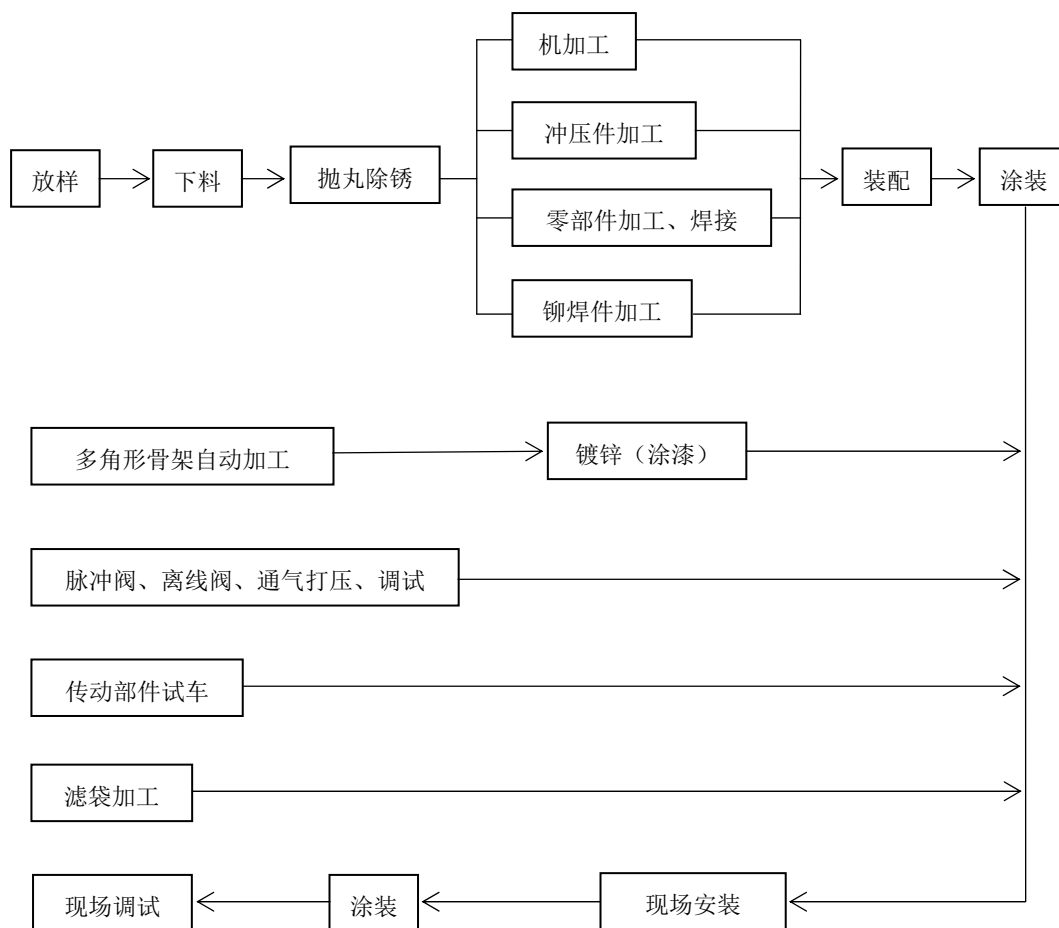 机加工
冲压件加工
放样
下料
抛丸除锈
装配
涂装
零部件加工、焊接
铆焊件加工
多角形骨架自动加工
镀锌（涂漆）
脉冲阀、离线阀、通气打压、调试
传动部件试车
滤袋加工
现场调试
涂装
现场安装